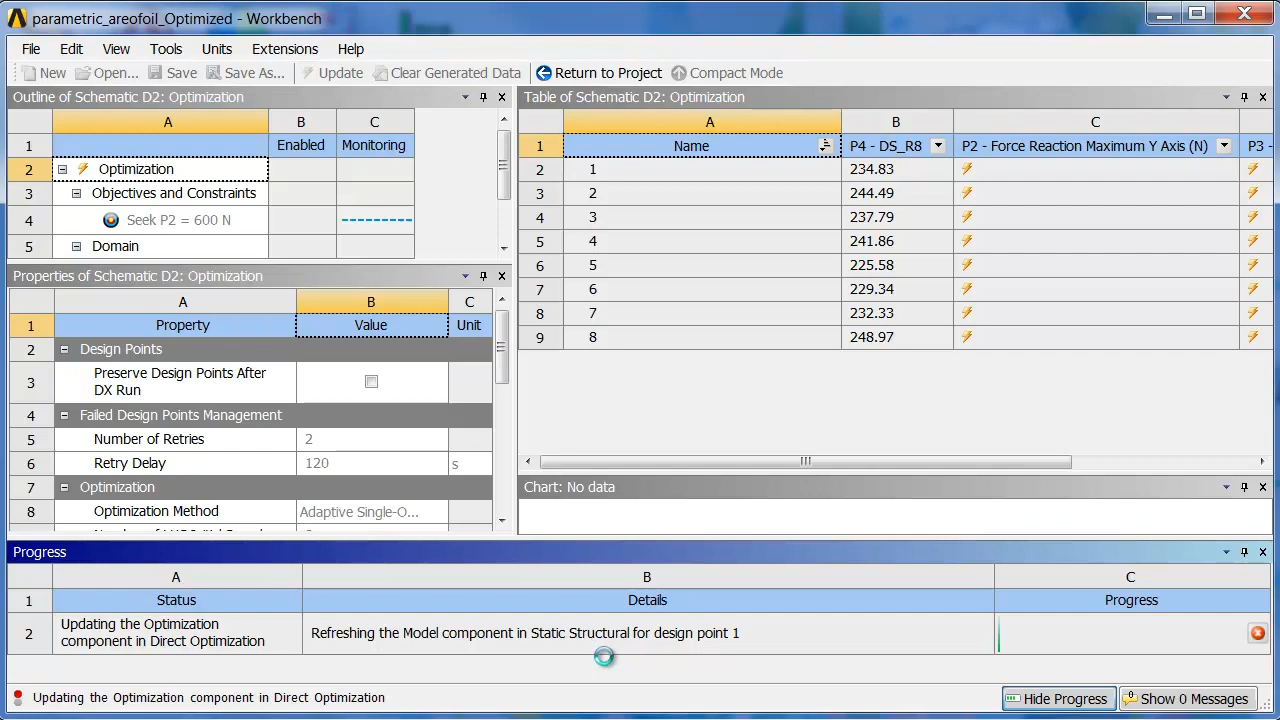 parametric_areofoil_Optimized - Workbench
File Edit View Tools Units Extensions Help
New Open... Save Save As... Update Clear Generated Data Return to Project Compact Mode
Outline of Schematic D2: Optimization
A B C
1 Enabled Monitoring
2 Optimization
3 Objectives and Constraints
4 Seek P2 = 600 N
5 Domain
Properties of Schematic D2: Optimization
A B C
1 Property Value Unit
2 Design Points
3 Preserve Design Points After
DX Run
4 Failed Design Points Management
5 Number of Retries 2
6 Retry Delay 120 s
7 Optimization
8 Optimization Method Adaptive Single-O...
Table of Schematic D2: Optimization
A B C
1 Name P4 - DS_R8 P2 - Force Reaction Maximum Y Axis (N) P3 -
2 1 234.83
3 2 244.49
4 3 237.79
5 4 241.86
6 5 225.58
7 6 229.34
8 7 232.33
9 8 248.97
Chart: No data
Progress
A B C
1 Status Details Progress
2 Updating the Optimization
component in Direct Optimization
Refreshing the Model component in Static Structural for design point 1
Updating the Optimization component in Direct Optimization
Hide Progress Show 0 Messages